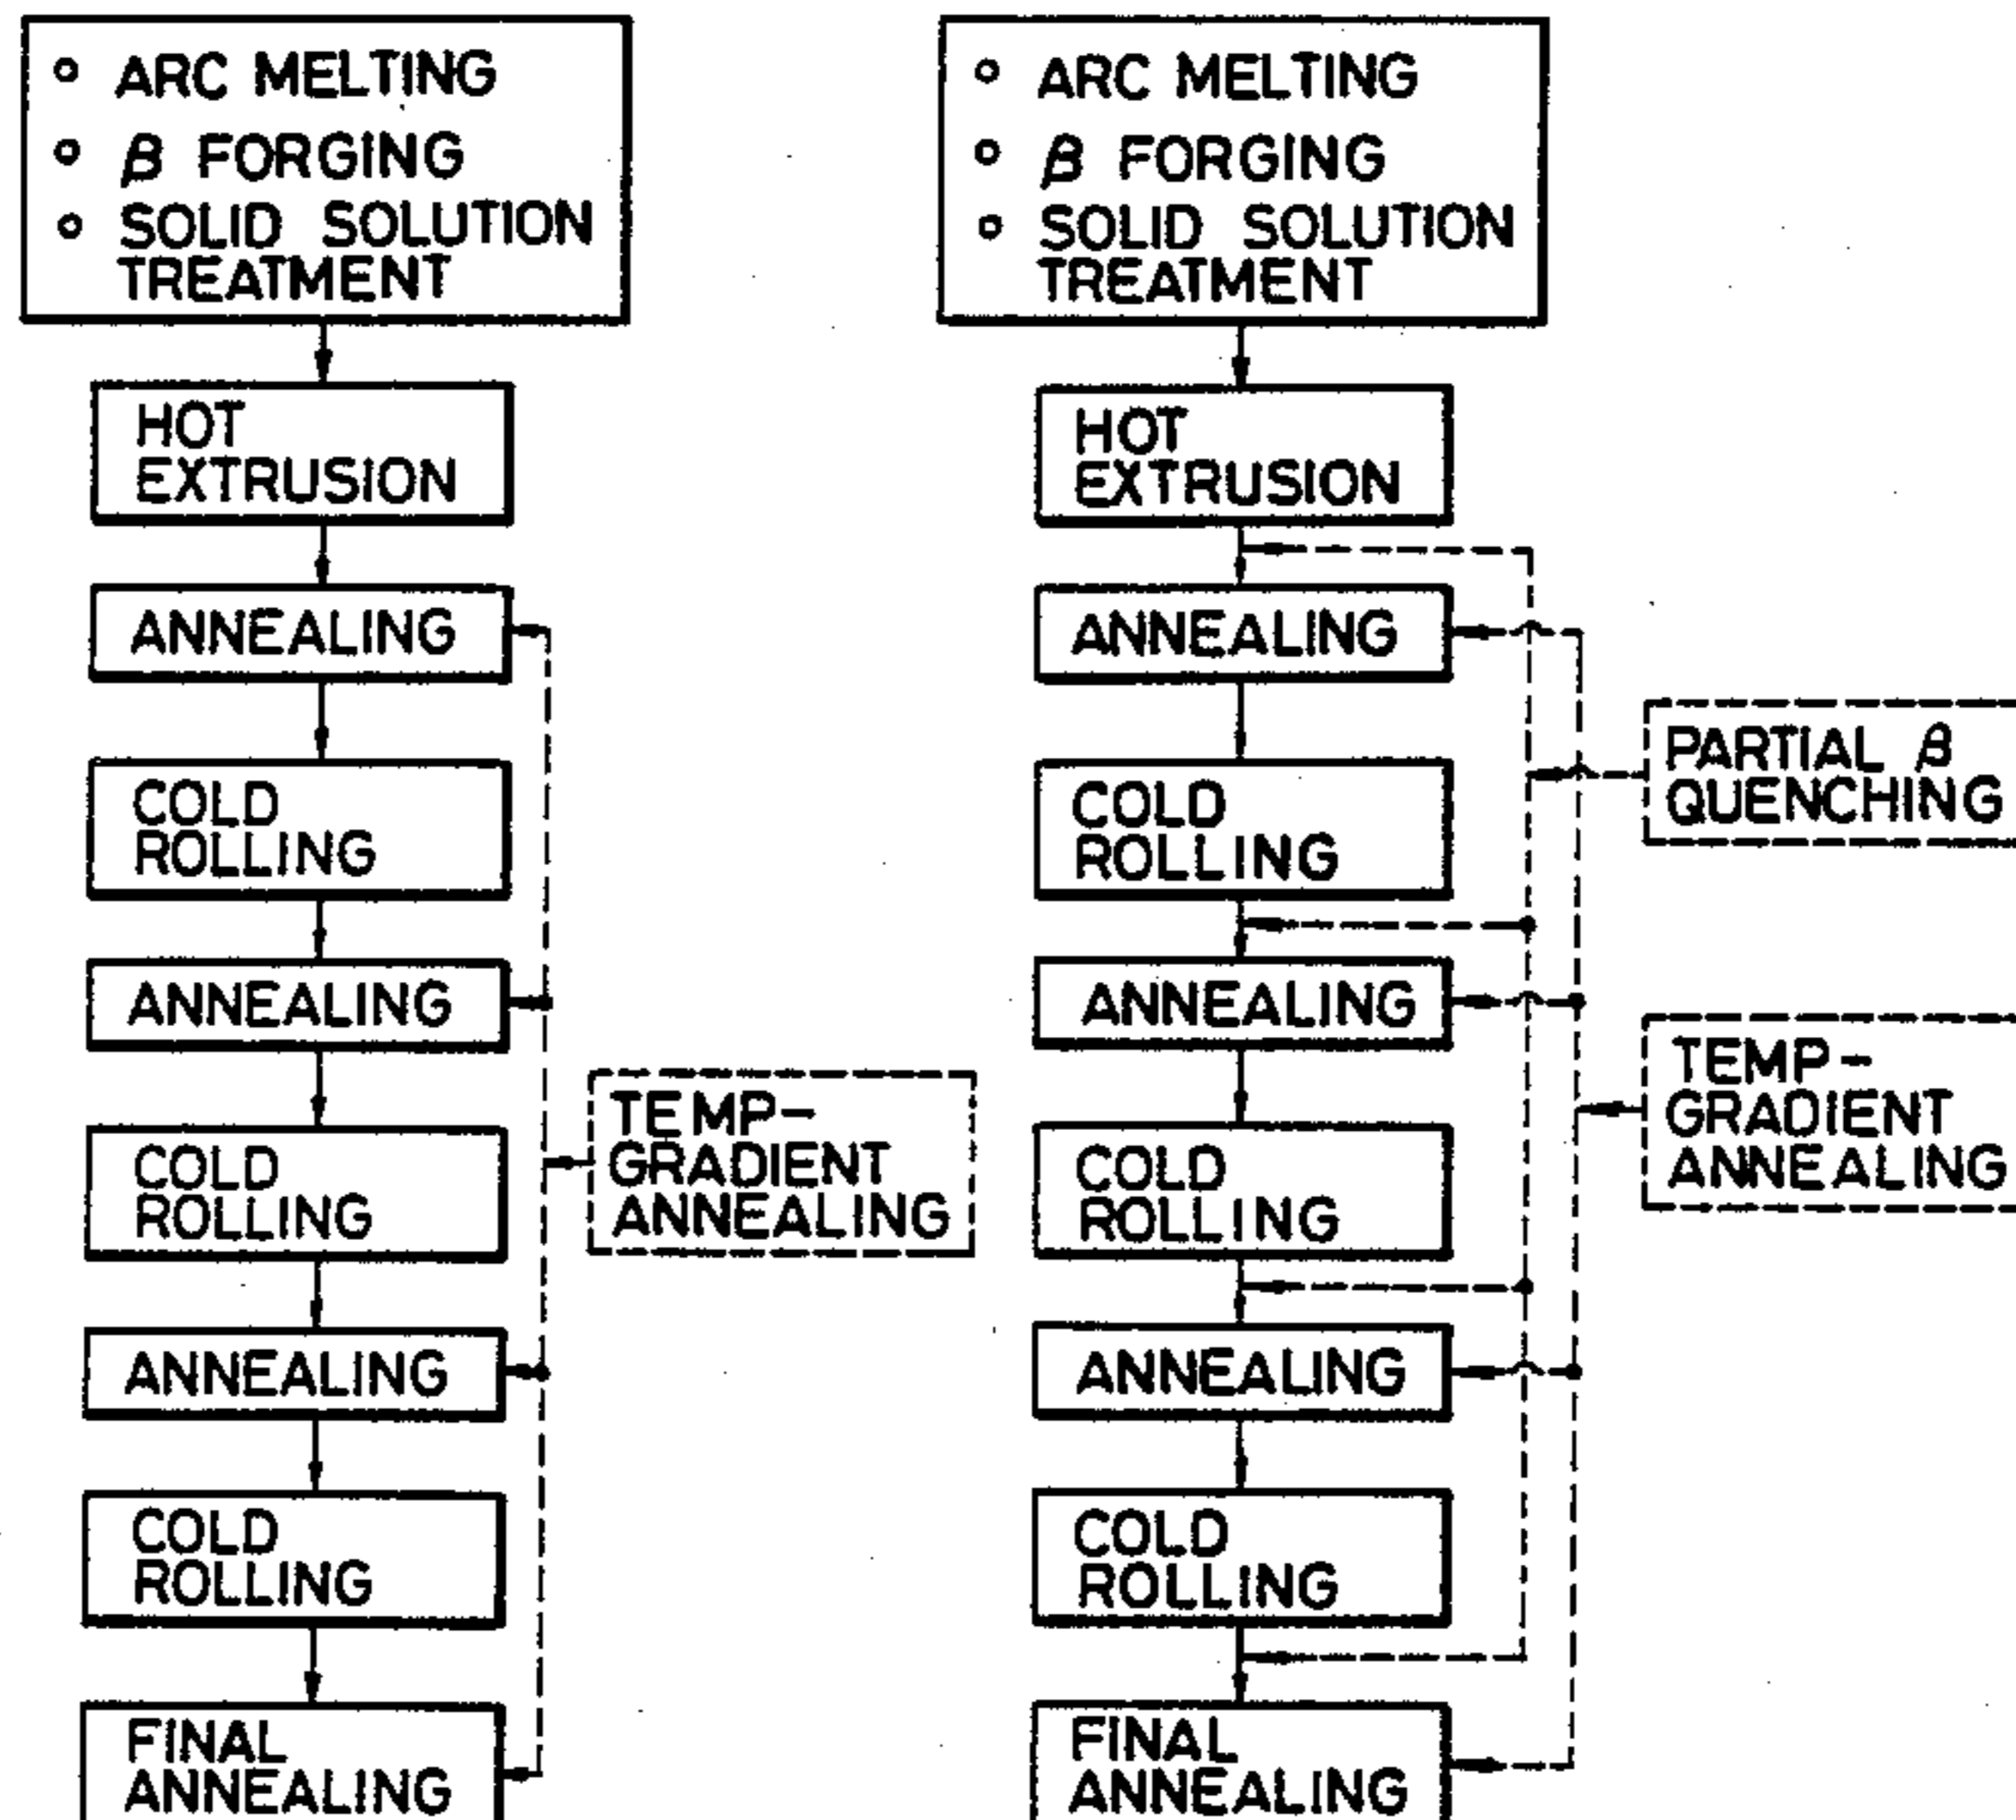 ARC MELTING
β FORGING
SOLID SOLUTION
TREATMENT
HOT
EXTRUSION
ANNEALING
COLD
ROLLING
ANNEALING
COLD
ROLLING
ANNEALING
COLD
ROLLING
FINAL
ANNEALING
TEMP-
GRADIENT
ANNEALING
ARC MELTING
β FORGING
SOLID SOLUTION
TREATMENT
HOT
EXTRUSION
ANNEALING
COLD
ROLLING
ANNEALING
COLD
ROLLING
ANNEALING
COLD
ROLLING
FINAL
ANNEALING
PARTIAL β
QUENCHING
TEMP-
GRADIENT
ANNEALING